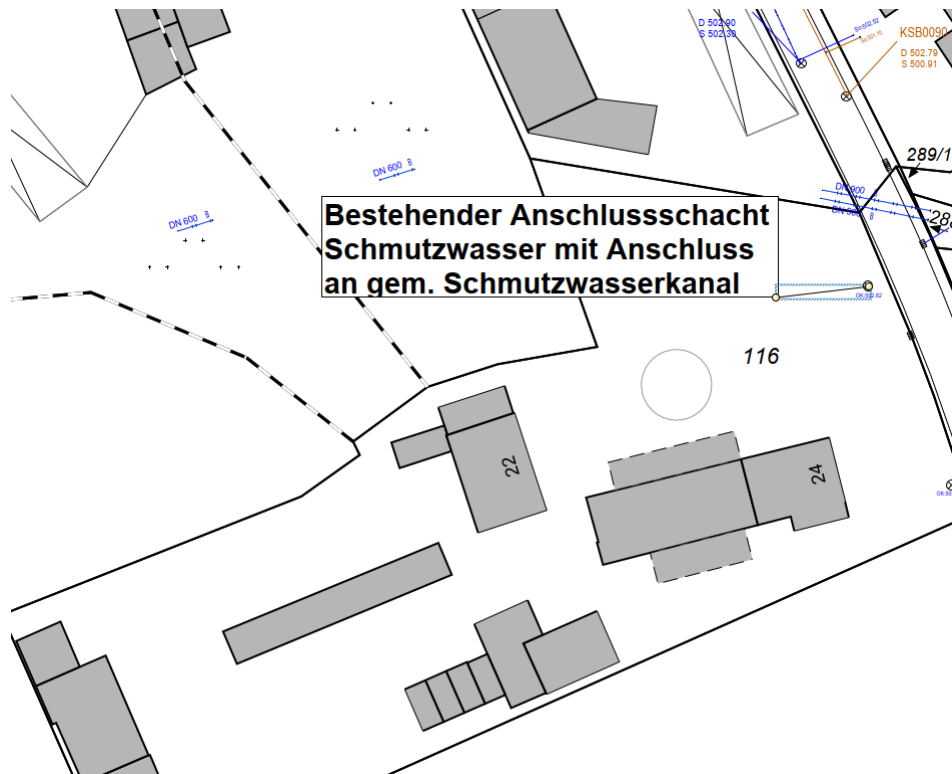 D 502.90
S 502.30
KSB0090
D 502.79
S 500.91
289/1
DN 600
DN 600
DN 900
Bestehender Anschlussschacht
Schmutzwasser mit Anschluss
an gem. Schmutzwasserkanal
116
22
24